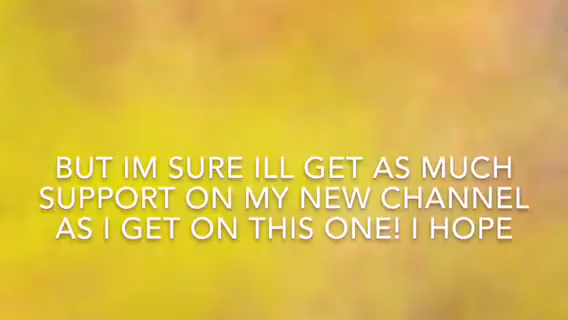 BUT IM SURE ILL GET AS MUCH
SUPPORT ON MY NEW CHANNEL
AS I GET ON THIS ONE! I HOPE